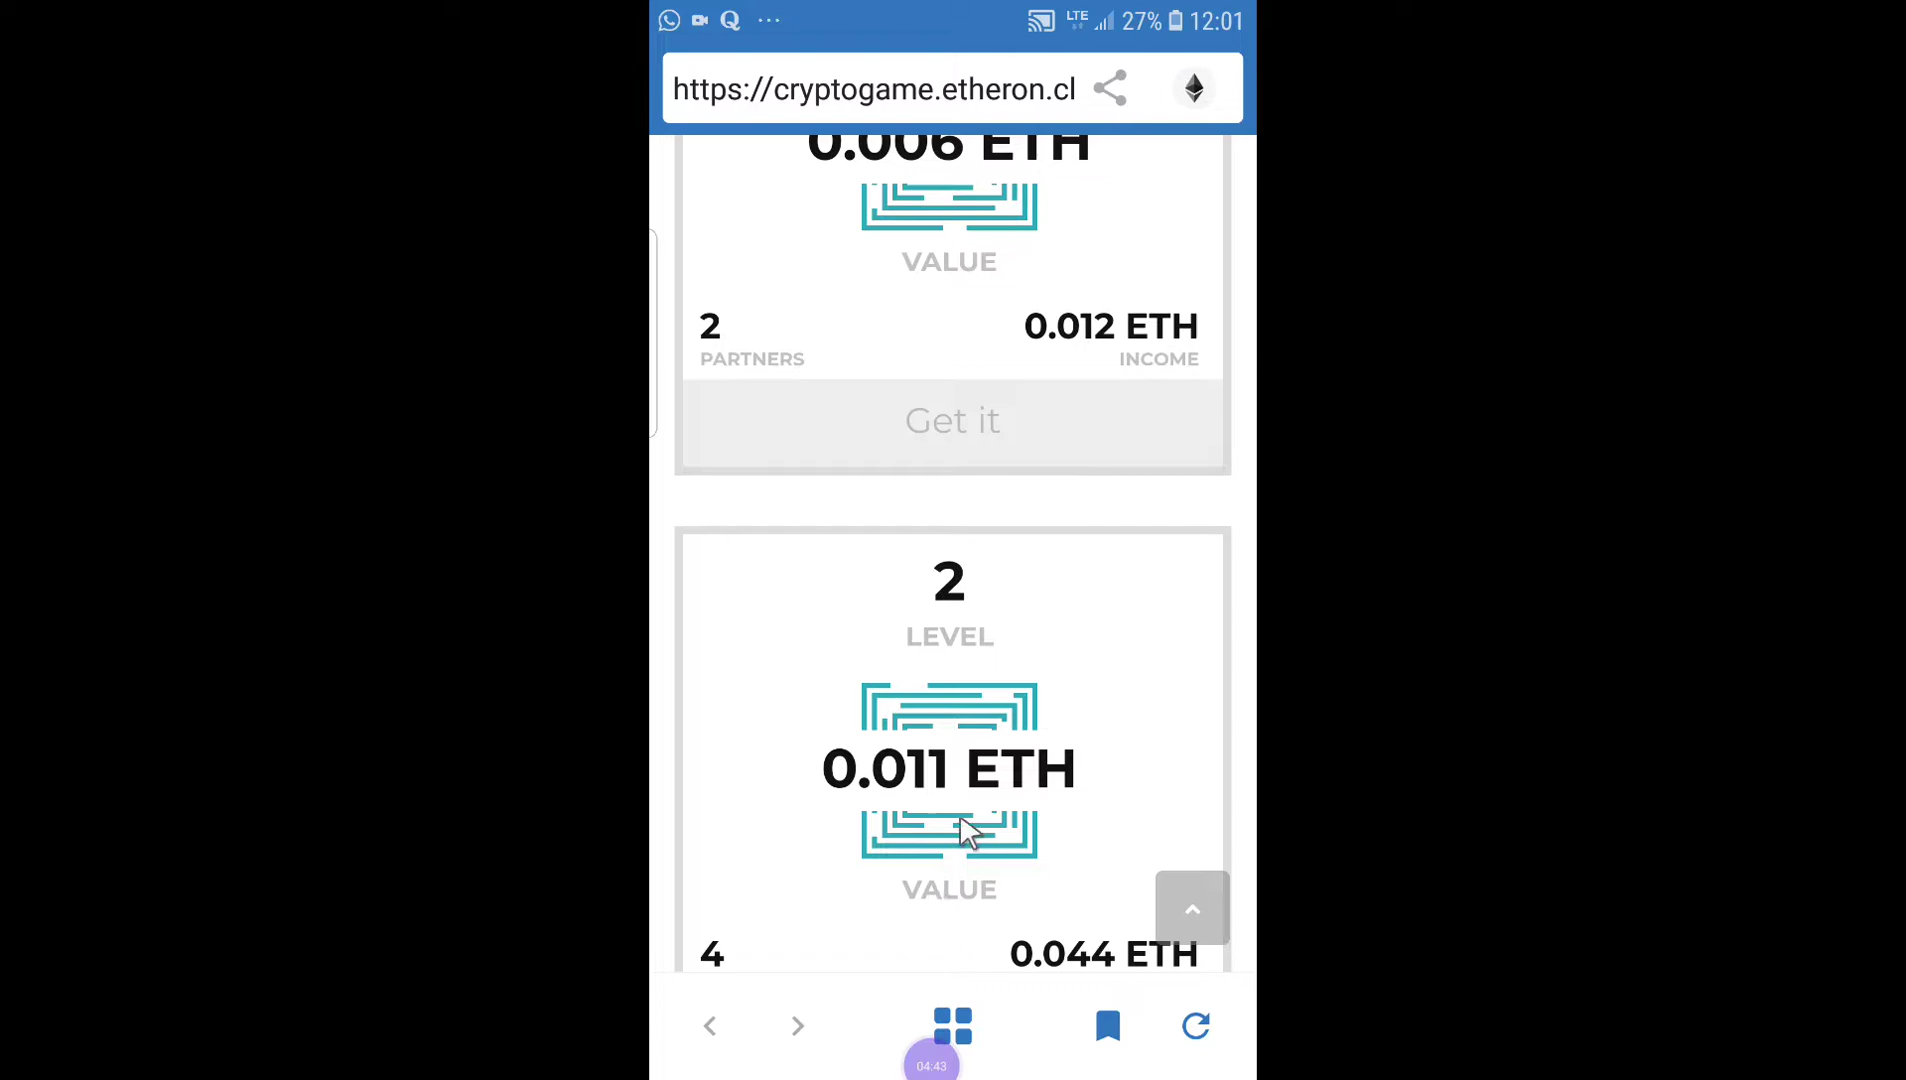 LTE 27% 12:01
https://cryptogame.etheron.cl
0.006 ETH
VALUE
2 0.012 ETH
PARTNERS INCOME
Get it
2
LEVEL
0.011 ETH
VALUE
4 0.044 ETH
04:43